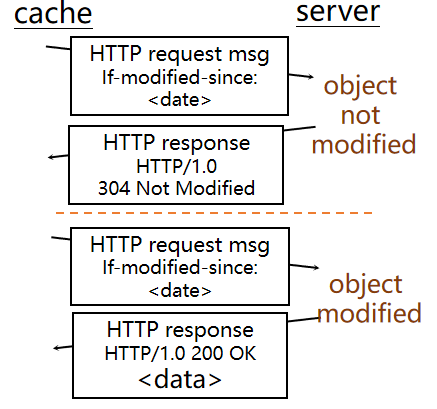 cache
server
HTTP request msg
If-modified-since:
<date>
object
not
modified
HTTP response
HTTP/1.0
304 Not Modified
HTTP request msg
If-modified-since:
<date>
object
modified
HTTP response
HTTP/1.0 200 OK
<data>